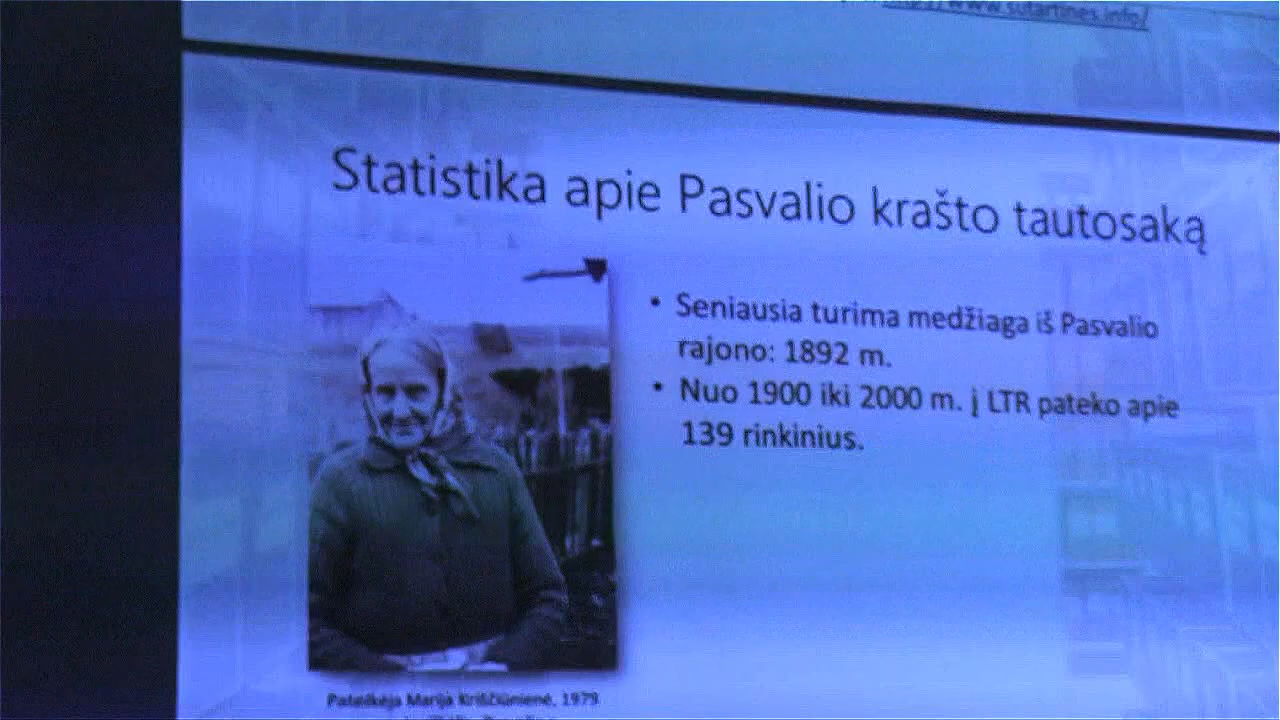 www.sutartines.info/
Statistika apie Pasvalio krašto tautosaką
• Seniausia turima medžiaga iš Pasvalio
rajono: 1892 m.
• Nuo 1900 iki 2000 m. į LTR pateko apie
139 rinkinius.
Pateikėja Marija Kriščiūnienė, 1979